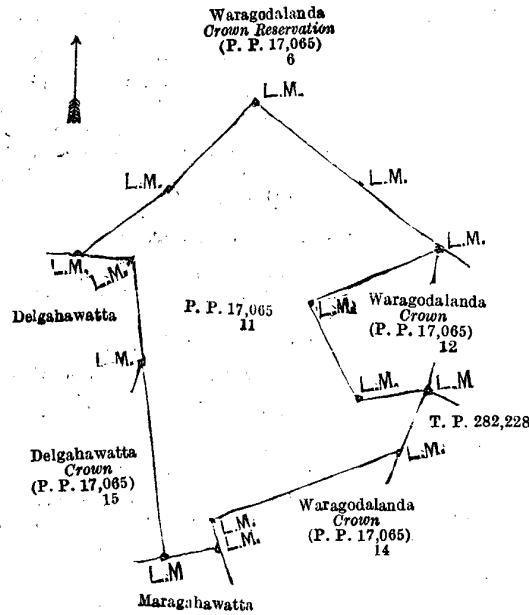 Waragodalanda
Crown Reservation
(P. P. 17,065)
6
L.M.
L.M.
L.M.
L.M.
L.M.
L.M.
Delgahawatta
P. P. 17,065
11
L.M.
Waragodalanda
Crown
(P. P. 17,065)
12
L.M.
L.M.
L.M
T. P. 282,228
L.M.
Delgahawatta
Crown
(P. P. 17,065)
15
Waragodalanda
Crown
(P. P. 17,065)
14
L.M.
L.M.
L.M
Maragahawatta